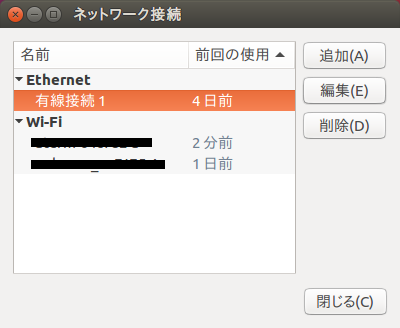 ネットワーク接続
名前 前回の使用
追加(A)
Ethernet
編集(E)
有線接続 1 4 日前
削除(D)
Wi-Fi
2 分前
1 日前
閉じる(C)